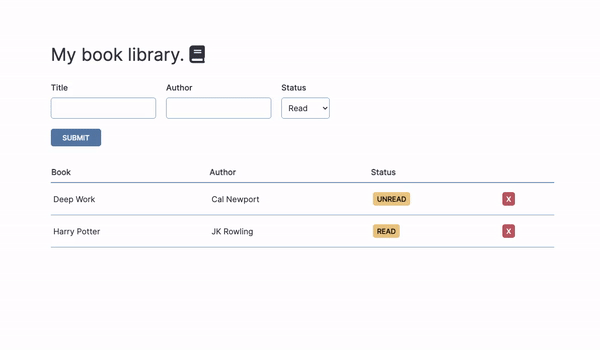 My book library.
Title Author Status
Read
SUBMIT
Book Author Status
Deep Work Cal Newport UNREAD X
Harry Potter JK Rowling READ X